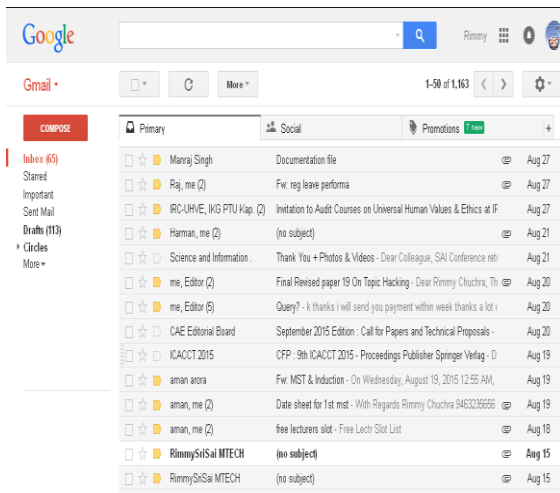 Google Rimmy
Gmail More 1–50 of 1,163
COMPOSE
Inbox (65)
Starred
Important
Sent Mail
Drafts (113)
Circles
More
Primary Social Promotions 7 new +
Manraj Singh Documentation file Aug 27
Raj, me (2) Fw: reg leave performa Aug 27
IRC-UHVE, IKG PTU Kap. (2) Invitation to Audit Courses on Universal Human Values & Ethics at IF Aug 27
Harman, me (2) (no subject) Aug 21
Science and Information . Thank You + Photos & Videos - Dear Colleague, SAI Conference retu Aug 21
me, Editor (2) Final Revised paper 19 On Topic Hacking - Dear Rimmy Chuchra, Th Aug 20
me, Editor (5) Query? - k thanks i will send you payment within week thanks a lot Aug 20
CAE Editorial Board September 2015 Edition : Call for Papers and Technical Proposals - Aug 20
ICACCT 2015 CFP : 9th ICACCT 2015 - Proceedings Publisher Springer Verlag - D Aug 19
aman arora Fw: MST & Induction - On Wednesday, August 19, 2015 12:55 AM, Aug 19
aman, me (2) Date sheet for 1st mst - With Regards Rimmy Chuchra 9463235656 Aug 19
aman, me (2) free lecturers slot - Free Lectr Slot List Aug 18
RimmySriSai MTECH (no subject) Aug 15
RimmySriSai MTECH (no subject) Aug 15